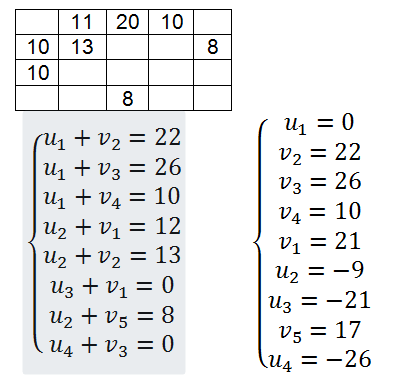 11 20 10
10 13 8
10
8
u₁ + v₂ = 22
u₁ + v₃ = 26
u₁ + v₄ = 10
u₂ + v₁ = 12
u₂ + v₂ = 13
u₃ + v₁ = 0
u₂ + v₅ = 8
u₄ + v₃ = 0
u₁ = 0
v₂ = 22
v₃ = 26
v₄ = 10
v₁ = 21
u₂ = −9
u₃ = −21
v₅ = 17
u₄ = −26